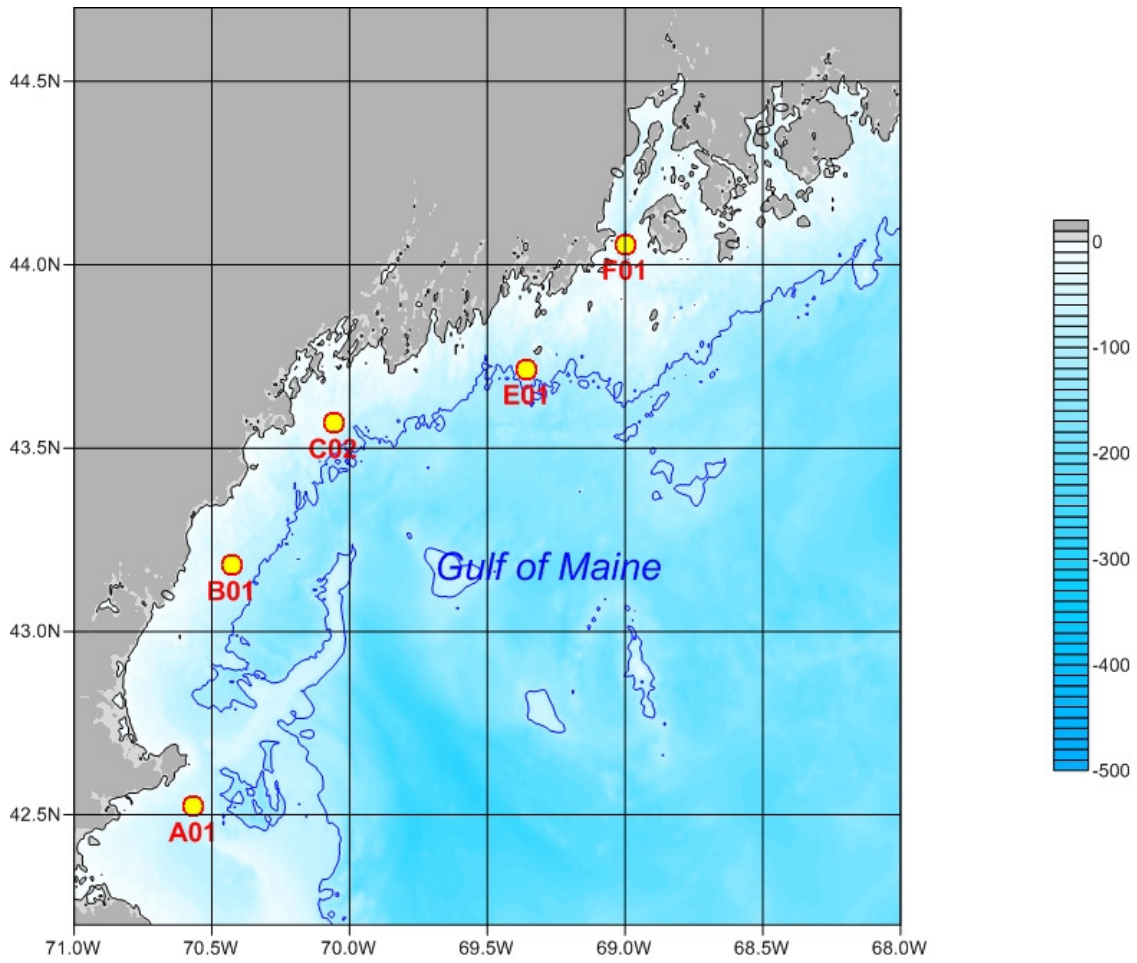 44.5N
44.0N
43.5N
43.0N
42.5N
71.0W 70.5W 70.0W 69.5W 69.0W 68.5W 68.0W
F01
E01
C02
B01
A01
Gulf of Maine
0
-100
-200
-300
-400
-500